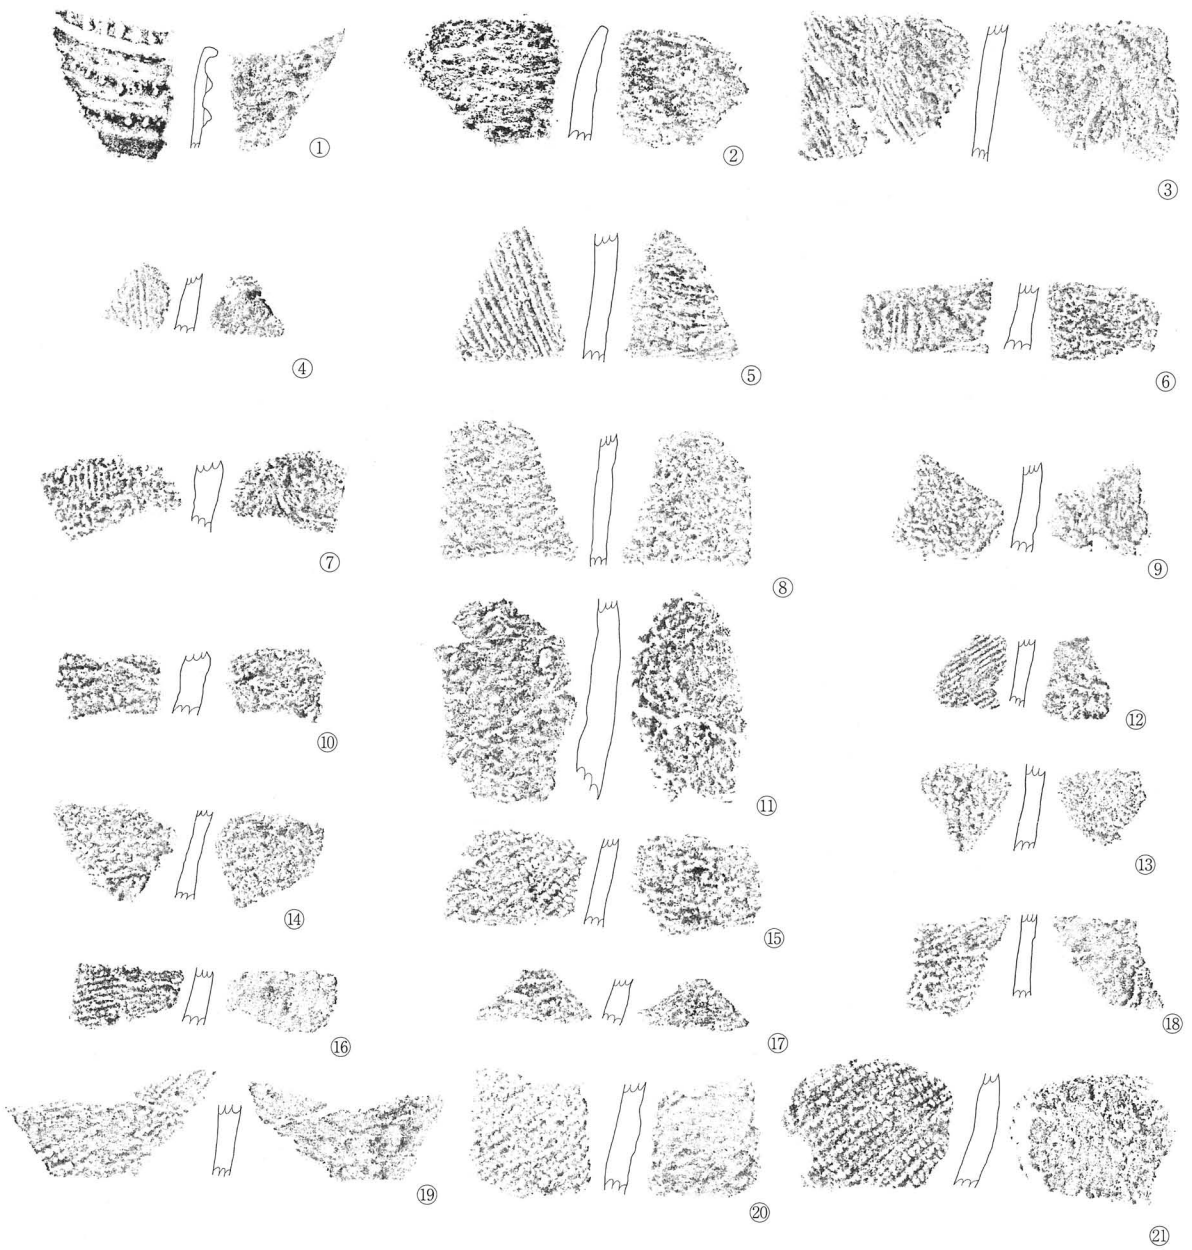 ① ② ③
④ ⑤ ⑥
⑦ ⑧ ⑨
⑩ ⑪ ⑫
⑬
⑭ ⑮
⑯ ⑰ ⑱
⑲ ⑳ ㉑